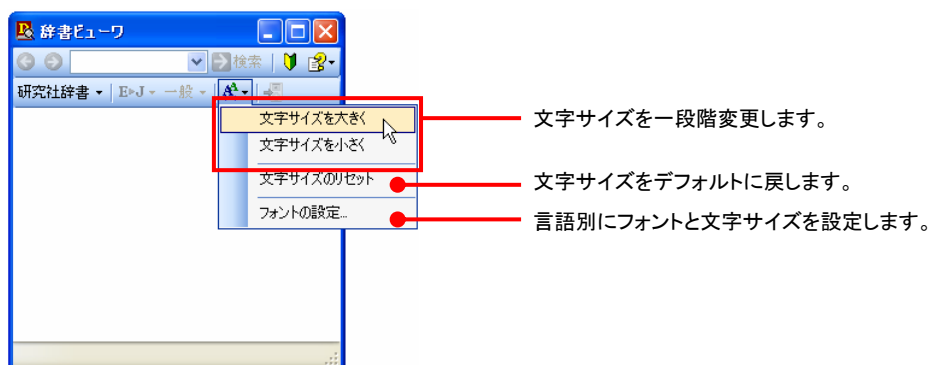 辞書ビューワ
検索
研究社辞書 E▸J 一般 A
文字サイズを大きく
文字サイズを小さく
文字サイズのリセット
フォントの設定...
文字サイズを一段階変更します。
文字サイズをデフォルトに戻します。
言語別にフォントと文字サイズを設定します。